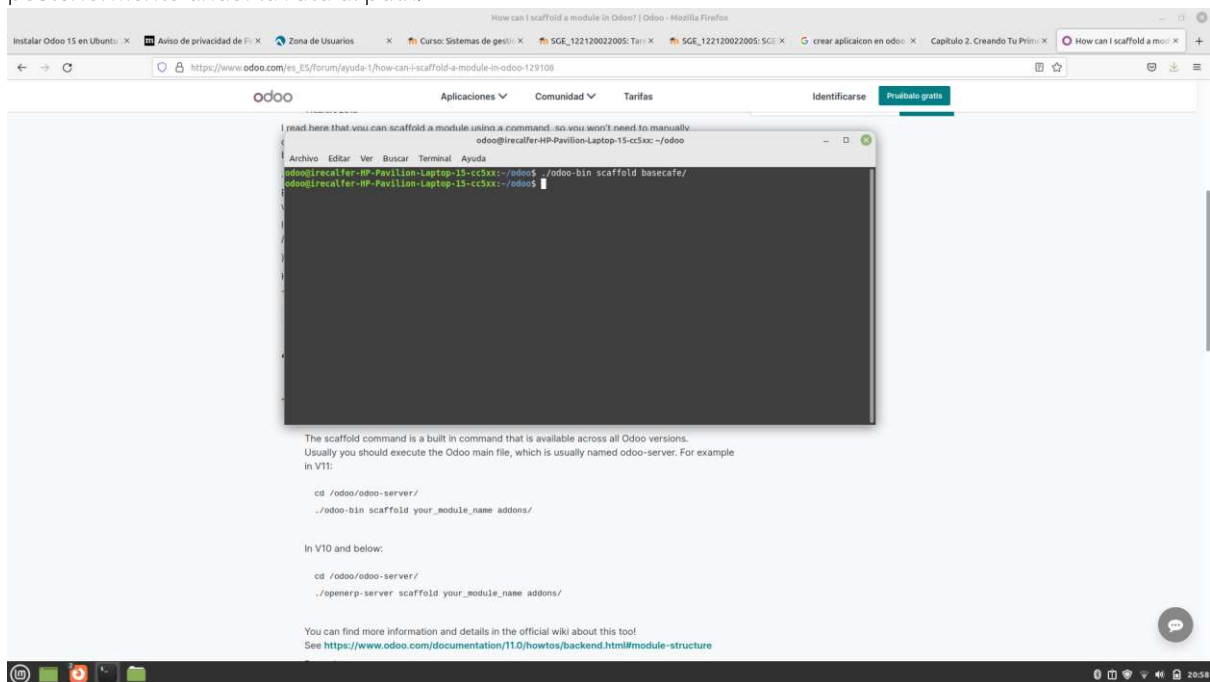 How can I scaffold a module in Odoo? | Odoo - Mozilla Firefox
Instalar Odoo 15 en Ubuntu
Aviso de privacidad de Fi
Zona de Usuarios
Curso: Sistemas de gesti
SGE_122120022005: Tare
SGE_122120022005: SGE
crear aplicaicon en odoo
Capitulo 2. Creando Tu Prim
How can I scaffold a mod
https://www.odoo.com/es_ES/forum/ayuda-1/how-can-i-scaffold-a-module-in-odoo-129108
odoo
Aplicaciones
Comunidad
Tarifas
Identificarse
Pruébalo gratis
I read here that you can scaffold a module using a command, so you won't need to manually
odoo@irecalfer-HP-Pavilion-Laptop-15-cc5xx: ~/odoo
Archivo Editar Ver Buscar Terminal Ayuda
odoo@irecalfer-HP-Pavilion-Laptop-15-cc5xx:~/odoo$ ./odoo-bin scaffold basecafe/
odoo@irecalfer-HP-Pavilion-Laptop-15-cc5xx:~/odoo$
The scaffold command is a built in command that is available across all Odoo versions.
Usually you should execute the Odoo main file, which is usually named odoo-server. For example
in V11:
cd /odoo/odoo-server/
./odoo-bin scaffold your_module_name addons/
In V10 and below:
cd /odoo/odoo-server/
./openerp-server scaffold your_module_name addons/
You can find more information and details in the official wiki about this too!
See https://www.odoo.com/documentation/11.0/howtos/backend.html#module-structure
20:58